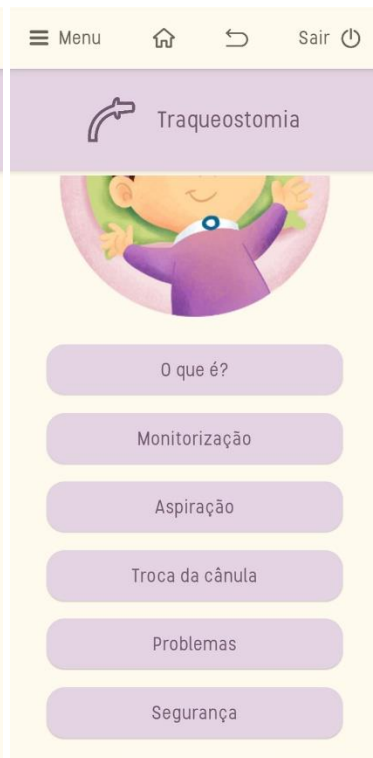 Menu Sair
Traqueostomia
O que é?
Monitorização
Aspiração
Troca da cânula
Problemas
Segurança